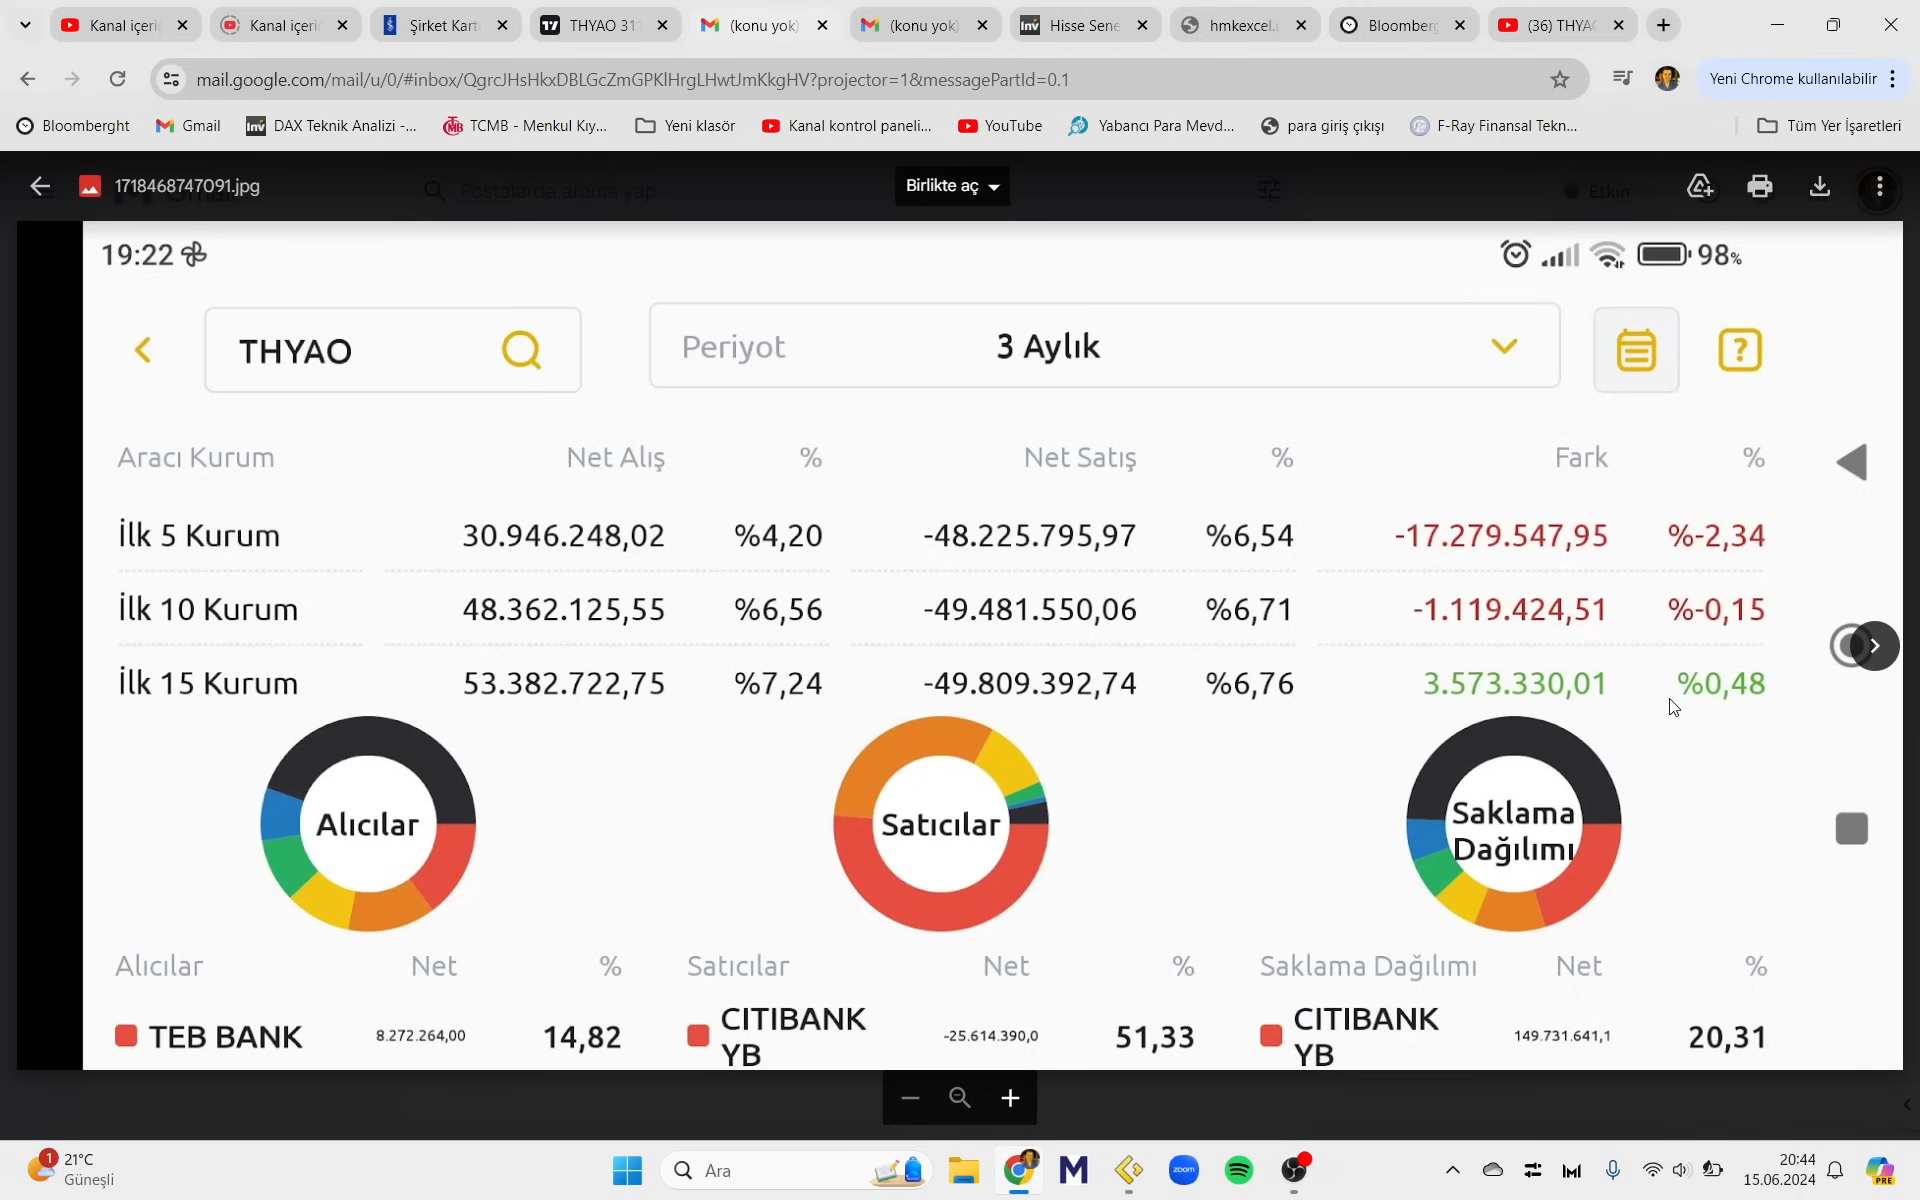 Kanal içeri
Kanal içeri
Şirket Kart
THYAO 31
(konu yok)
(konu yok)
Hisse Sene
hmkexcel.
Bloomberg
(36) THYA
mail.google.com/mail/u/0/#inbox/QgrcJHsHkxDBLGcZmGPKlHrgLHwtJmKkgHV?projector=1&messagePartId=0.1
Yeni Chrome kullanılabilir
Bloomberght
Gmail
DAX Teknik Analizi -...
TCMB - Menkul Kıy...
Yeni klasör
Kanal kontrol paneli...
YouTube
Yabancı Para Mevd...
para giriş çıkışı
F-Ray Finansal Tekn...
Tüm Yer İşaretleri
1718468747091.jpg
Postalarda arama yap
Birlikte aç
Etkin
19:22
98%
THYAO
Periyot 3 Aylık
Aracı Kurum Net Alış % Net Satış % Fark %
İlk 5 Kurum 30.946.248,02 %4,20 -48.225.795,97 %6,54 -17.279.547,95 %-2,34
İlk 10 Kurum 48.362.125,55 %6,56 -49.481.550,06 %6,71 -1.119.424,51 %-0,15
İlk 15 Kurum 53.382.722,75 %7,24 -49.809.392,74 %6,76 3.573.330,01 %0,48
Alıcılar
Satıcılar
Saklama
Dağılımı
Alıcılar Net % Satıcılar Net % Saklama Dağılımı Net %
TEB BANK 8.272.264,00 14,82
CITIBANK
YB
-25.614.390,0 51,33
CITIBANK
YB
149.731.641,1 20,31
1
21°C
Güneşli
Ara
zoom
PRE
20:44
15.06.2024